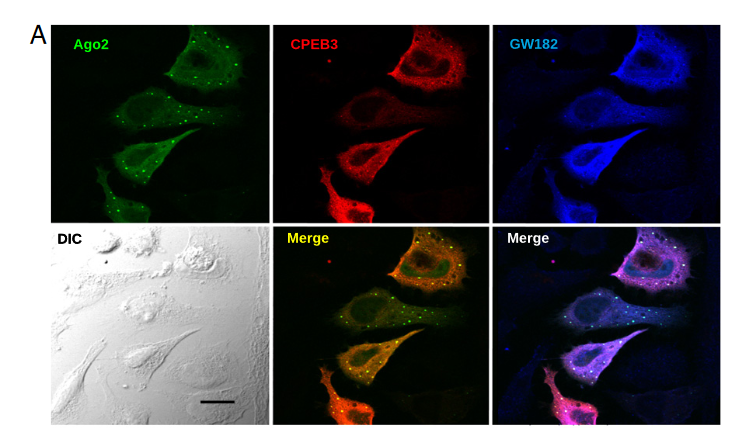 A
Ago2
CPEB3
GW182
DIC
Merge
Merge